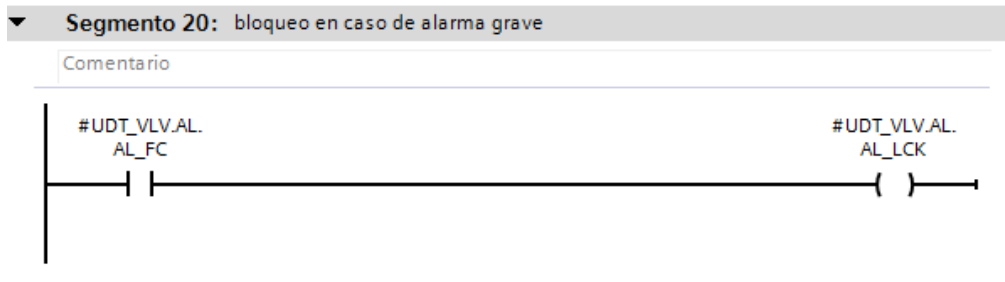 Segmento 20: bloqueo en caso de alarma grave
Comentario
#UDT_VLV.AL.
AL_FC
#UDT_VLV.AL.
AL_LCK